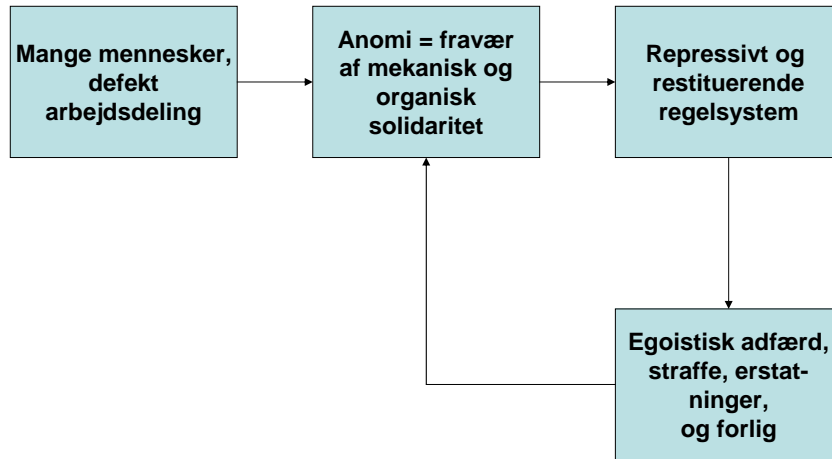 Mange mennesker,
defekt
arbejdsdeling
Anomi = fravær
af mekanisk og
organisk
solidaritet
Repressivt og
restituerende
regelsystem
Egoistisk adfærd,
straffe, erstat-
ninger,
og forlig